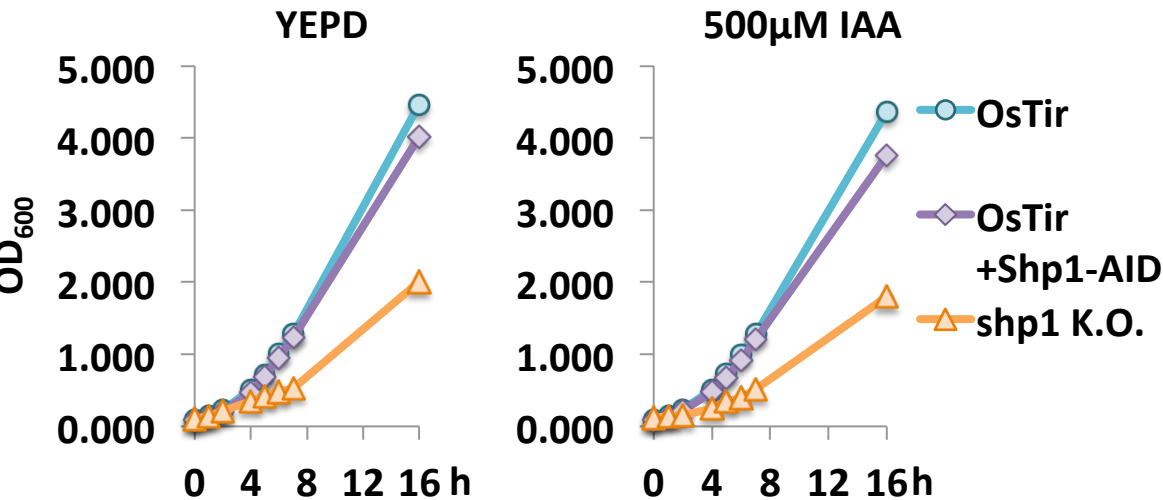 YEPD
OD600
5.000
4.000
3.000
2.000
1.000
0.000
0 4 8 12 16 h
500µM IAA
5.000
4.000
3.000
2.000
1.000
0.000
0 4 8 12 16 h
OsTir
OsTir
+Shp1-AID
shp1 K.O.